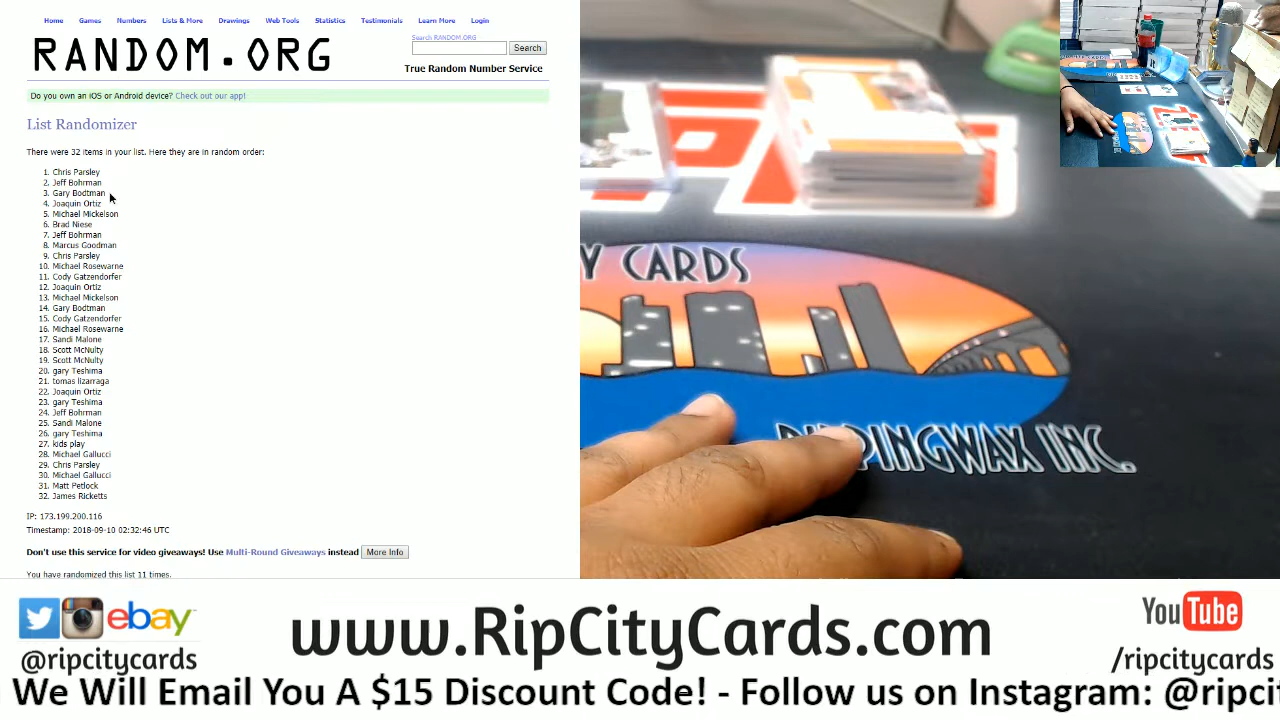 Home Games Numbers Lists & More Drawings Web Tools Statistics Testimonials Learn More Login
RANDOM.ORG
Search RANDOM.ORG
Search
True Random Number Service
Do you own an iOS or Android device? Check out our app!
List Randomizer
There were 32 items in your list. Here they are in random order:
1. Chris Parsley
2. Jeff Bohrman
3. Gary Bodtman
4. Joaquin Ortiz
5. Michael Mickelson
6. Brad Niese
7. Jeff Bohrman
8. Marcus Goodman
9. Chris Parsley
10. Michael Rosewarne
11. Cody Gatzendorfer
12. Joaquin Ortiz
13. Michael Mickelson
14. Gary Bodtman
15. Cody Gatzendorfer
16. Michael Rosewarne
17. Sandi Malone
18. Scott McNulty
19. Scott McNulty
20. gary Teshima
21. tomas lizarraga
22. Joaquin Ortiz
23. gary Teshima
24. Jeff Bohrman
25. Sandi Malone
26. gary Teshima
27. kids play
28. Michael Gallucci
29. Chris Parsley
30. Michael Gallucci
31. Matt Petlock
32. James Ricketts
IP: 173.199.200.116
Timestamp: 2018-09-10 02:32:46 UTC
Don't use this service for video giveaways! Use Multi-Round Giveaways instead More Info
You have randomized this list 11 times.
Y CARDS
RIPPINGWAX INC.
ebay
@ripcitycards
www.RipCityCards.com
YouTube
/ripcitycards
We Will Email You A $15 Discount Code! - Follow us on Instagram: @ripcit